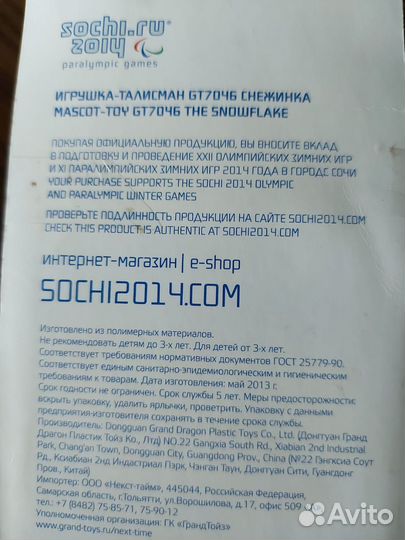 sochi.ru
2014
paralympic games
ИГРУШКА-ТАЛИСМАН GT7046 СНЕЖИНКА
MASCOT-TOY GT7046 THE SNOWFLAKE
ПОКУПАЯ ОФИЦИАЛЬНУЮ ПРОДУКЦИЮ, ВЫ ВНОСИТЕ ВКЛАД
В ПОДГОТОВКУ И ПРОВЕДЕНИЕ XXII ОЛИМПИЙСКИХ ЗИМНИХ ИГР
И XI ПАРАЛИМПИЙСКИХ ЗИМНИХ ИГР 2014 ГОДА В ГОРОДЕ СОЧИ
YOUR PURCHASE SUPPORTS THE SOCHI 2014 OLYMPIC
AND PARALYMPIC WINTER GAMES
ПРОВЕРЬТЕ ПОДЛИННОСТЬ ПРОДУКЦИИ НА САЙТЕ SOCHI2014.COM
CHECK THIS PRODUCT IS AUTHENTIC AT SOCHI2014.COM
интернет-магазин | e-shop
SOCHI2014.COM
Изготовлено из полимерных материалов.
Не рекомендовать детям до 3-х лет. Для детей от 3-х лет.
Соответствует требованиям нормативных документов ГОСТ 25779-90.
Соответствует единым санитарно-эпидемиологическим и гигиеническим
требованиям к товарам. Дата изготовления: май 2013 г.
Срок годности не ограничен. Срок службы 5 лет. Меры предосторожности:
вскрыть упаковку, удалить ярлычки, проветрить. Упаковку с данными
предприятия-изготовителя сохранять в течение срока службы.
Производитель: Dongguan Grand Dragon Plastic Toys Co., Ltd. (Донггуан Гранд
Драгон Пластик Тойз Ко., Лтд) NO.22 Gangxia South Rd., Xiabian 2nd Industrial
Park, Chang'an Town, Dongguan City, Guangdong Prov., China (№22 Гэнгксиа Соут
Рд., Ксиабиан 2нд Индастриал Парк, Чэнган Таун, Донггуан Сити, Гуангдонг
Пров., Китай)
Импортер: ООО «Некст-тайм», 445044, Российская Федерация,
Самарская область, г.Тольятти, ул.Ворошилова, д.17, офис 509
тел.: +7 (8482) 75-85-71, 75-90-12
Уполномоченная организация: ГК «ГрандТойз»
www.grand-toys.ru/next-time
Avito